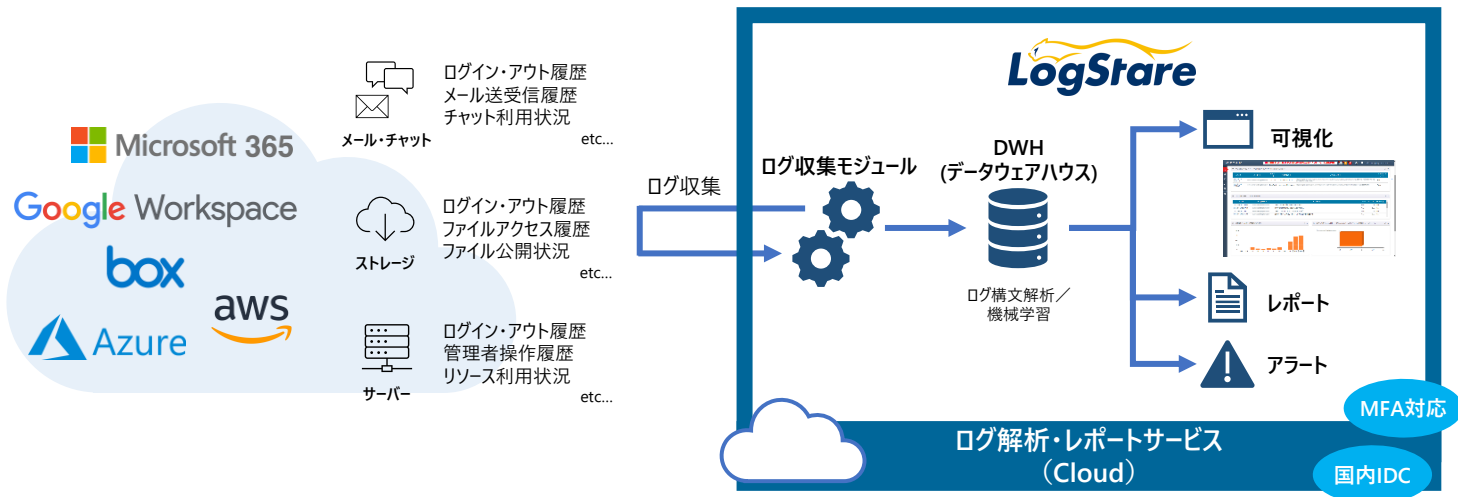 Microsoft 365
Google Workspace
box
aws
Azure
メール・チャット
ログイン・アウト履歴
メール送受信履歴
チャット利用状況
etc...
ストレージ
ログイン・アウト履歴
ファイルアクセス履歴
ファイル公開状況
etc...
サーバー
ログイン・アウト履歴
管理者操作履歴
リソース利用状況
etc...
ログ収集
LogStare
ログ収集モジュール
DWH
(データウェアハウス)
ログ構文解析／
機械学習
可視化
レポート
アラート
MFA対応
ログ解析・レポートサービス
（Cloud）
国内IDC